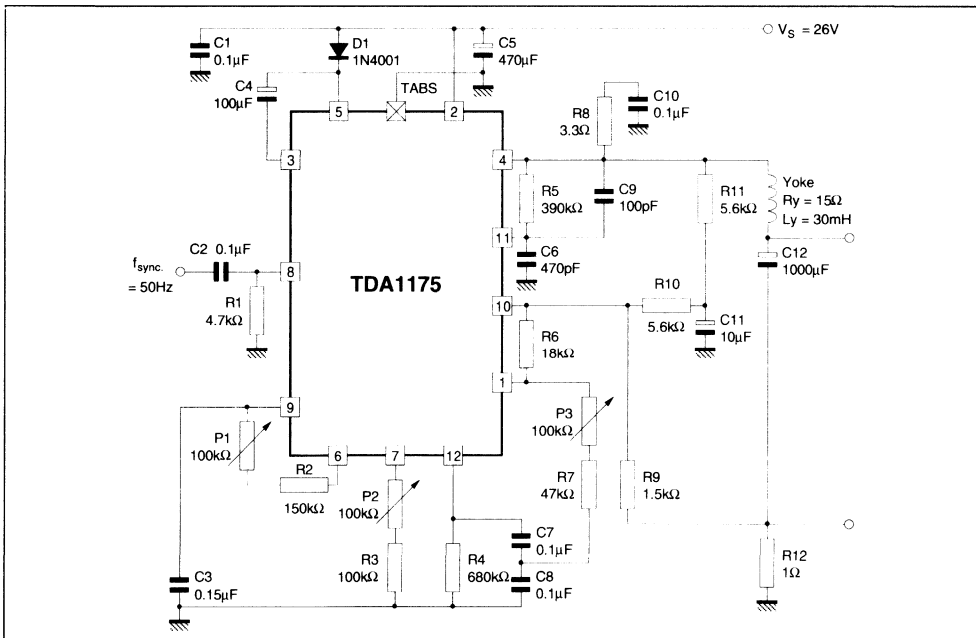 V_S = 26V
C1
0.1µF
D1
1N4001
C5
470µF
C4
100µF
TABS
5
2
R8
3.3Ω
C10
0.1µF
3
4
R5
390kΩ
C9
100pF
R11
5.6kΩ
Yoke
Ry = 15Ω
Ly = 30mH
11
C6
470pF
C12
1000µF
C2 0.1µF
f_sync.
= 50Hz
8
R1
4.7kΩ
TDA1175
10
R10
5.6kΩ
C11
10µF
R6
18kΩ
1
9
P1
100kΩ
P3
100kΩ
6
7
12
R2
150kΩ
P2
100kΩ
R7
47kΩ
R9
1.5kΩ
C7
0.1µF
C3
0.15µF
R3
100kΩ
R4
680kΩ
C8
0.1µF
R12
1Ω